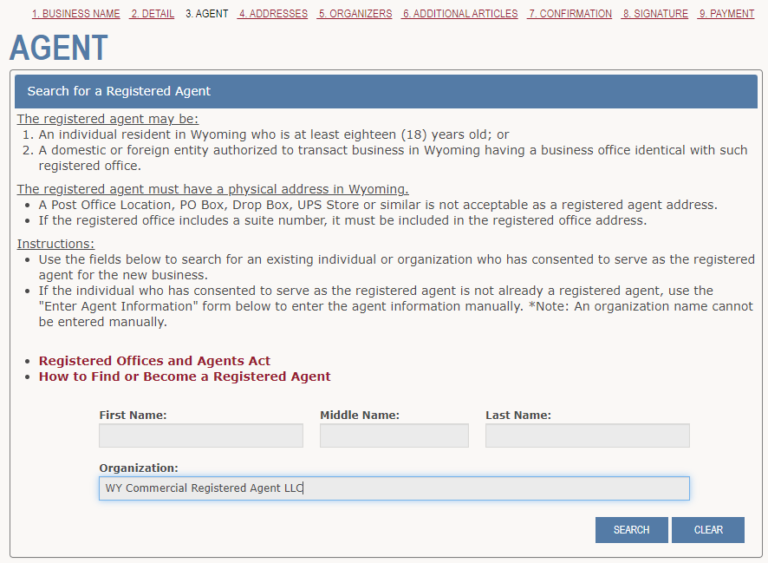 1. BUSINESS NAME 2. DETAIL 3. AGENT 4. ADDRESSES 5. ORGANIZERS 6. ADDITIONAL ARTICLES 7. CONFIRMATION 8. SIGNATURE 9. PAYMENT
AGENT
Search for a Registered Agent
The registered agent may be:
1. An individual resident in Wyoming who is at least eighteen (18) years old; or
2. A domestic or foreign entity authorized to transact business in Wyoming having a business office identical with such
registered office.
The registered agent must have a physical address in Wyoming.
• A Post Office Location, PO Box, Drop Box, UPS Store or similar is not acceptable as a registered agent address.
• If the registered office includes a suite number, it must be included in the registered office address.
Instructions:
• Use the fields below to search for an existing individual or organization who has consented to serve as the registered
agent for the new business.
• If the individual who has consented to serve as the registered agent is not already a registered agent, use the
"Enter Agent Information" form below to enter the agent information manually. *Note: An organization name cannot
be entered manually.
• Registered Offices and Agents Act
• How to Find or Become a Registered Agent
First Name: Middle Name: Last Name:
Organization:
WY Commercial Registered Agent LLC
SEARCH CLEAR